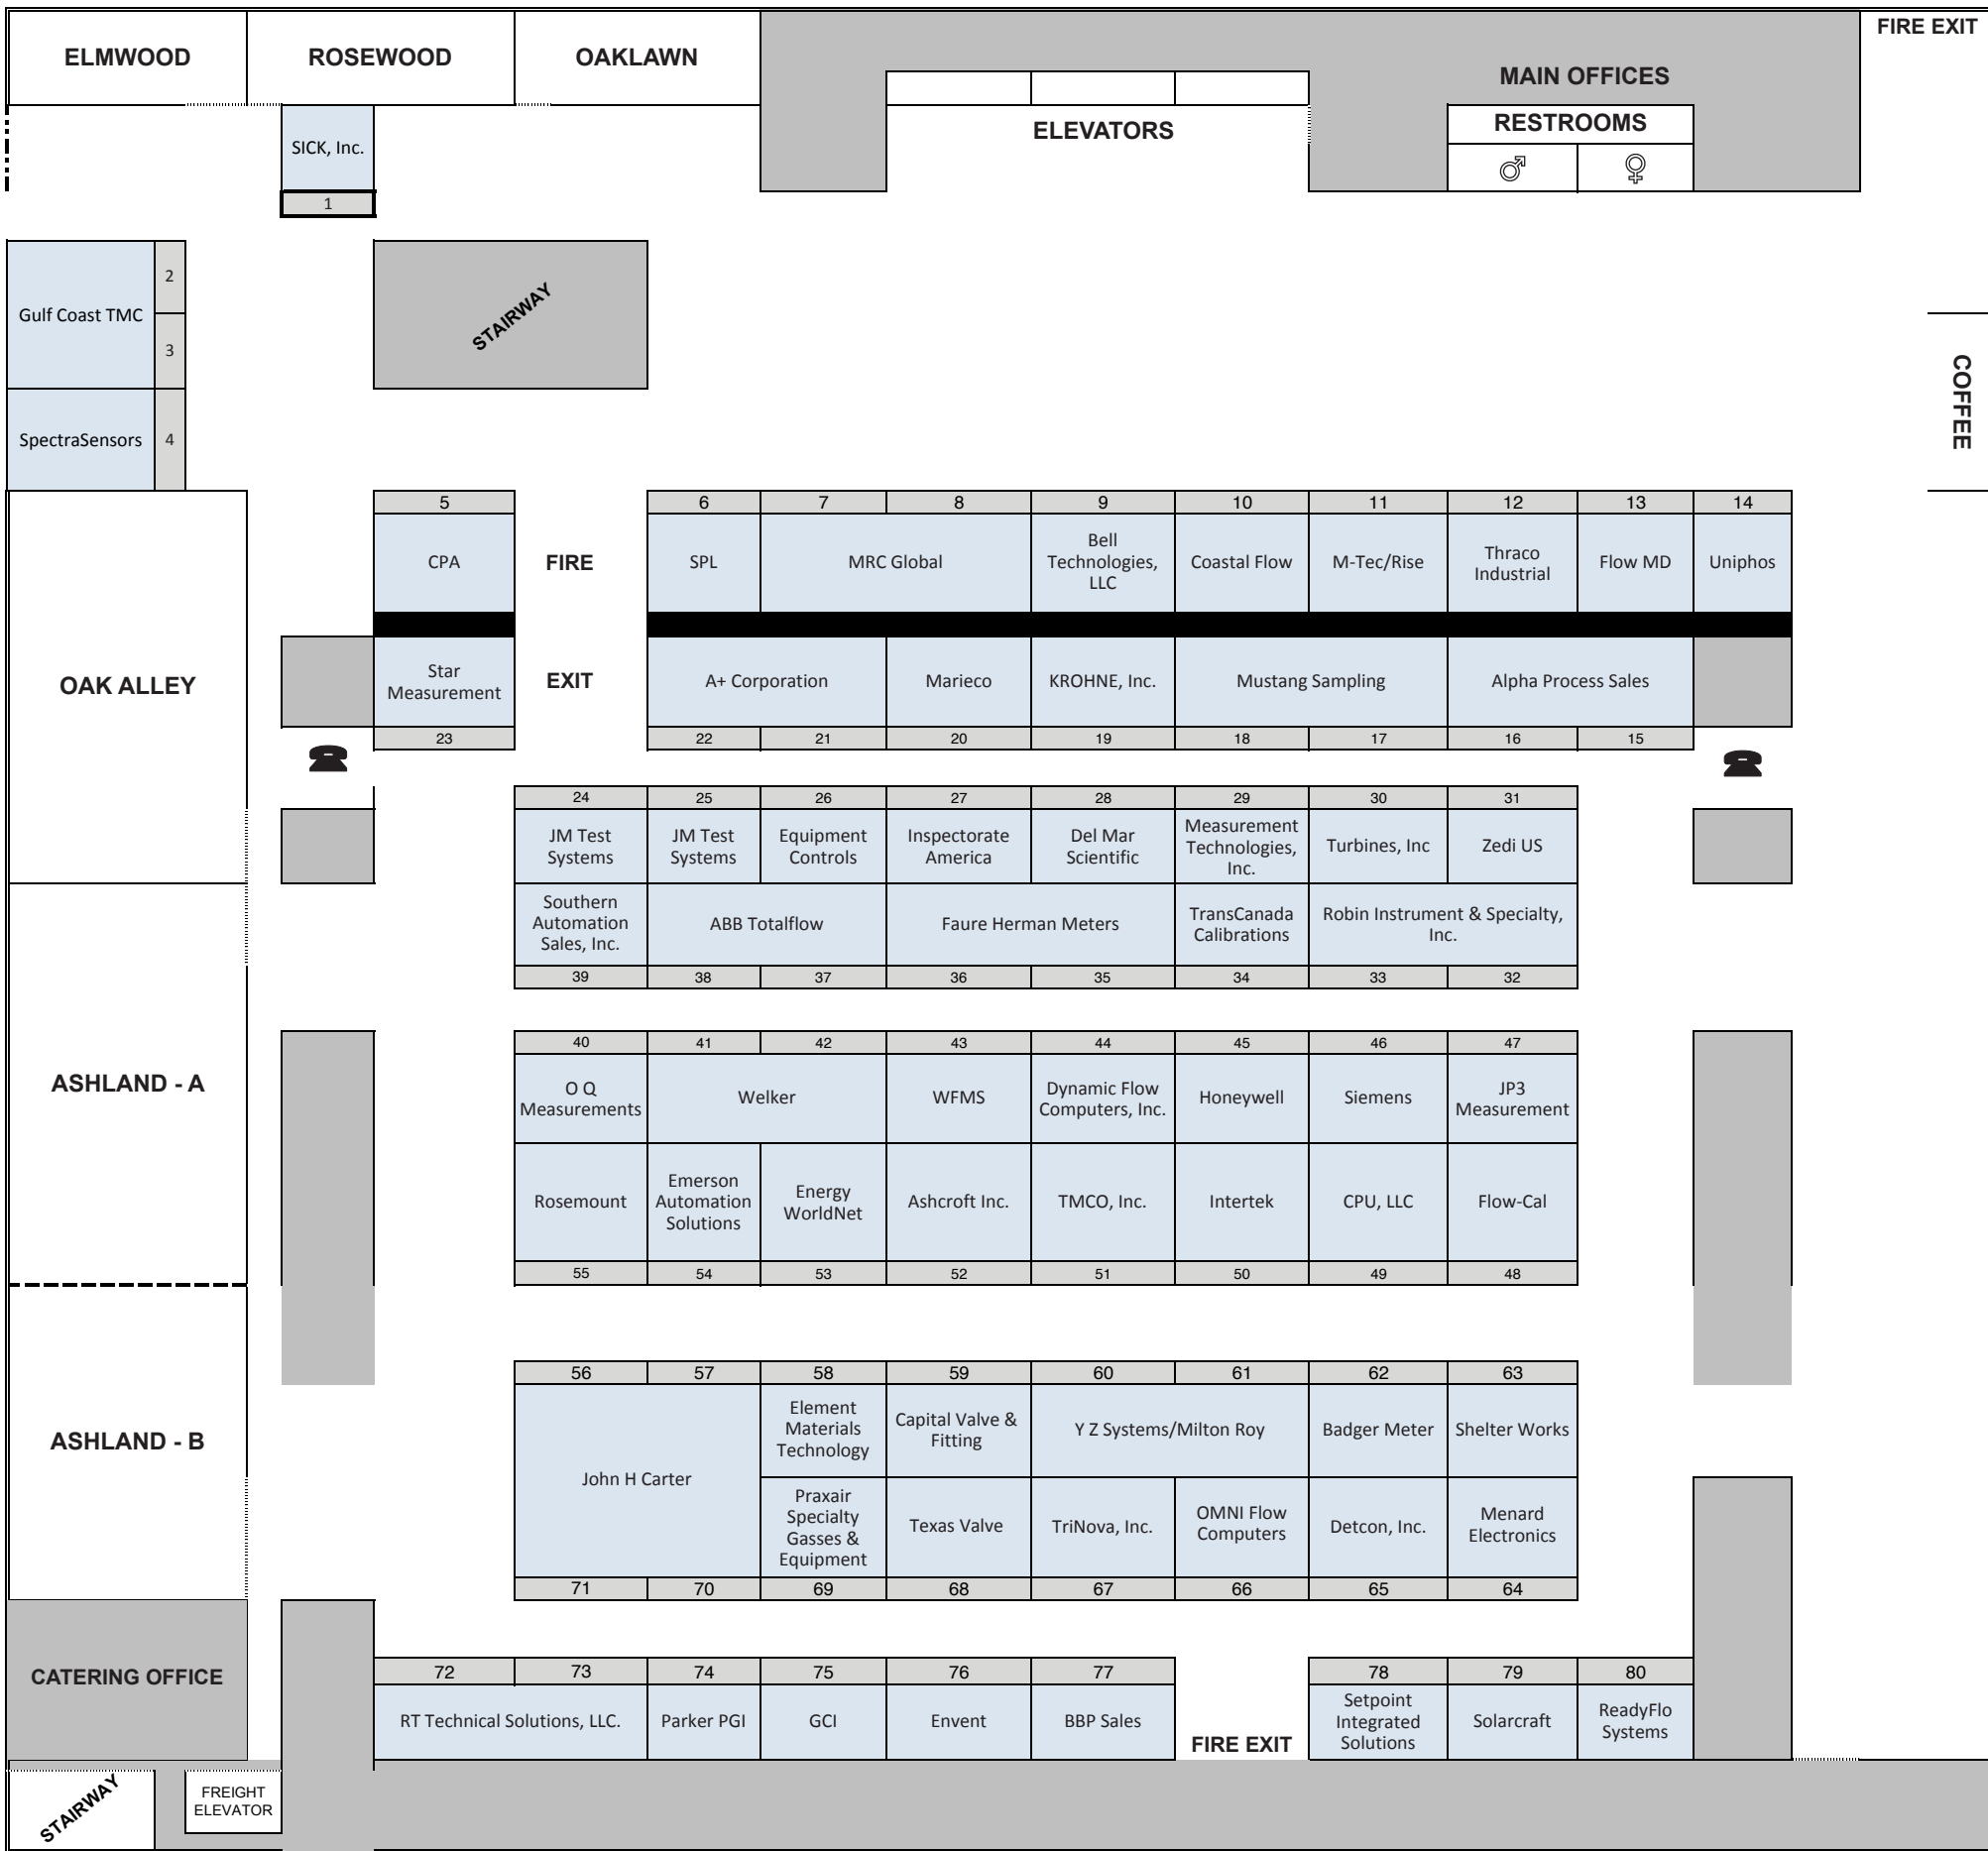 ELMWOOD
ROSEWOOD
OAKLAWN
FIRE EXIT
MAIN OFFICES
ELEVATORS
RESTROOMS
♂
♀
SICK, Inc.
1
Gulf Coast TMC
2
3
STAIRWAY
COFFEE
SpectraSensors
4
5
6
7
8
9
10
11
12
13
14
CPA
FIRE
SPL
MRC Global
Bell
Technologies,
LLC
Coastal Flow
M-Tec/Rise
Thraco
Industrial
Flow MD
Uniphos
OAK ALLEY
Star
Measurement
EXIT
A+ Corporation
Marieco
KROHNE, Inc.
Mustang Sampling
Alpha Process Sales
23
22
21
20
19
18
17
16
15
24
25
26
27
28
29
30
31
JM Test
Systems
JM Test
Systems
Equipment
Controls
Inspectorate
America
Del Mar
Scientific
Measurement
Technologies,
Inc.
Turbines, Inc
Zedi US
Southern
Automation
Sales, Inc.
ABB Totalflow
Faure Herman Meters
TransCanada
Calibrations
Robin Instrument & Specialty,
Inc.
39
38
37
36
35
34
33
32
ASHLAND - A
40
41
42
43
44
45
46
47
O Q
Measurements
Welker
WFMS
Dynamic Flow
Computers, Inc.
Honeywell
Siemens
JP3
Measurement
Rosemount
Emerson
Automation
Solutions
Energy
WorldNet
Ashcroft Inc.
TMCO, Inc.
Intertek
CPU, LLC
Flow-Cal
55
54
53
52
51
50
49
48
ASHLAND - B
56
57
58
59
60
61
62
63
John H Carter
Element
Materials
Technology
Capital Valve &
Fitting
Y Z Systems/Milton Roy
Badger Meter
Shelter Works
Praxair
Specialty
Gasses &
Equipment
Texas Valve
TriNova, Inc.
OMNI Flow
Computers
Detcon, Inc.
Menard
Electronics
71
70
69
68
67
66
65
64
CATERING OFFICE
72
73
74
75
76
77
78
79
80
RT Technical Solutions, LLC.
Parker PGI
GCI
Envent
BBP Sales
FIRE EXIT
Setpoint
Integrated
Solutions
Solarcraft
ReadyFlo
Systems
STAIRWAY
FREIGHT
ELEVATOR